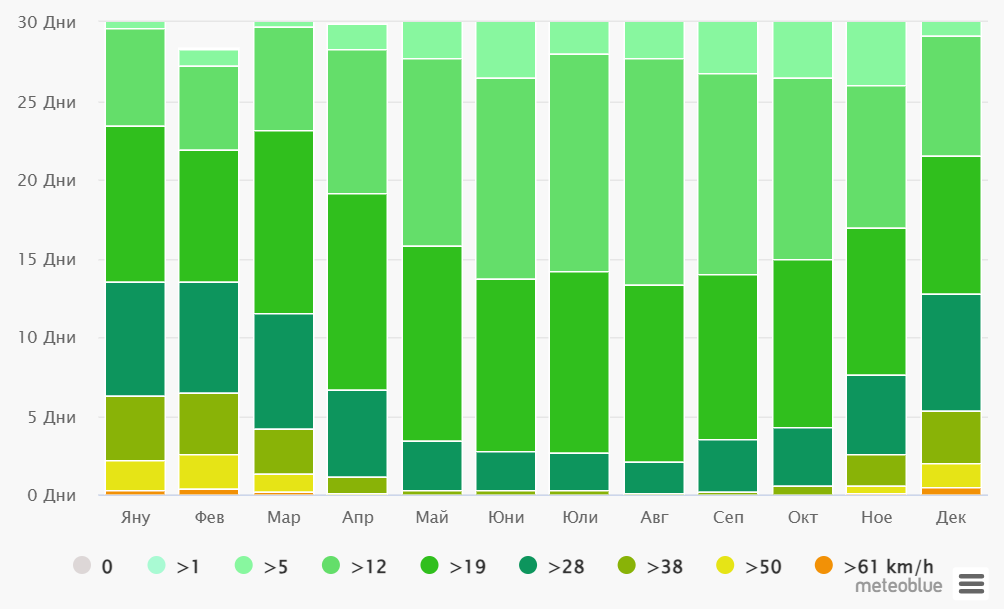 30 Дни
25 Дни
20 Дни
15 Дни
10 Дни
5 Дни
0 Дни
Яну Фев Мар Апр Май Юни Юли Авг Сеп Окт Ное Дек
0 >1 >5 >12 >19 >28 >38 >50 >61 km/h
meteoblue